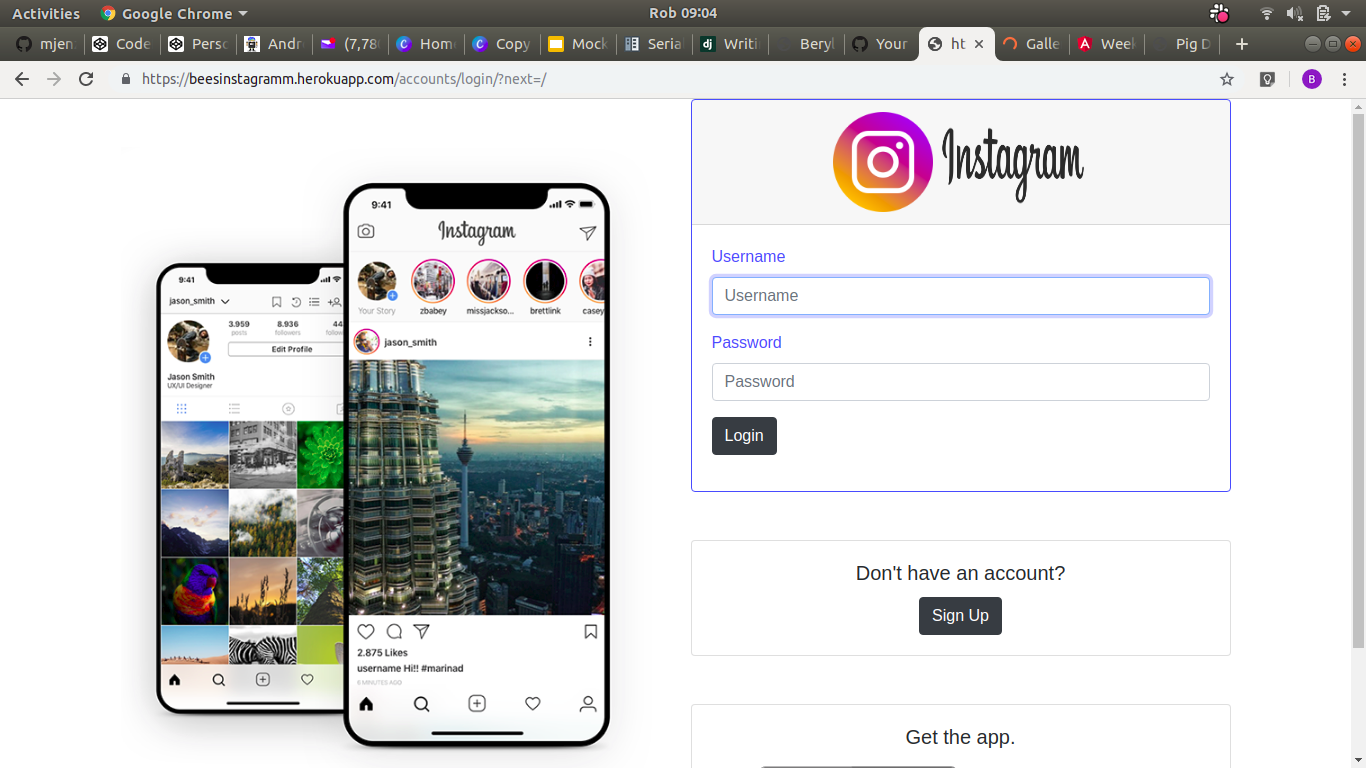 Activities Google Chrome Rob 09:04
mjen Code Perso Andr (7,78 Home Copy Mock Seria Writi Bery Your ht Galle Week Pig D
https://beesinstagramm.herokuapp.com/accounts/login/?next=/
B
Instagram
Username
Username
Password
Password
Login
Don't have an account?
Sign Up
Get the app.
9:41
jason_smith
3.959 8.936
posts followers
Edit Profile
Jason Smith
UX/UI Designer
9:41
Instagram
Your Story zbabey missjackso... brettlink casey
jason_smith
2.875 Likes
username Hi!! #marinad
6 MINUTES AGO